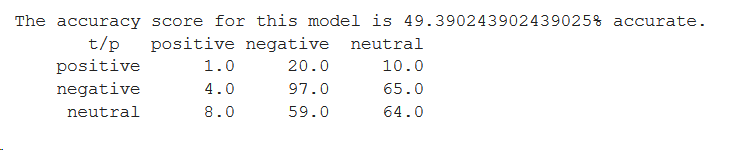 The accuracy score for this model is 49.390243902439025% accurate.
t/p positive negative neutral
positive 1.0 20.0 10.0
negative 4.0 97.0 65.0
neutral 8.0 59.0 64.0